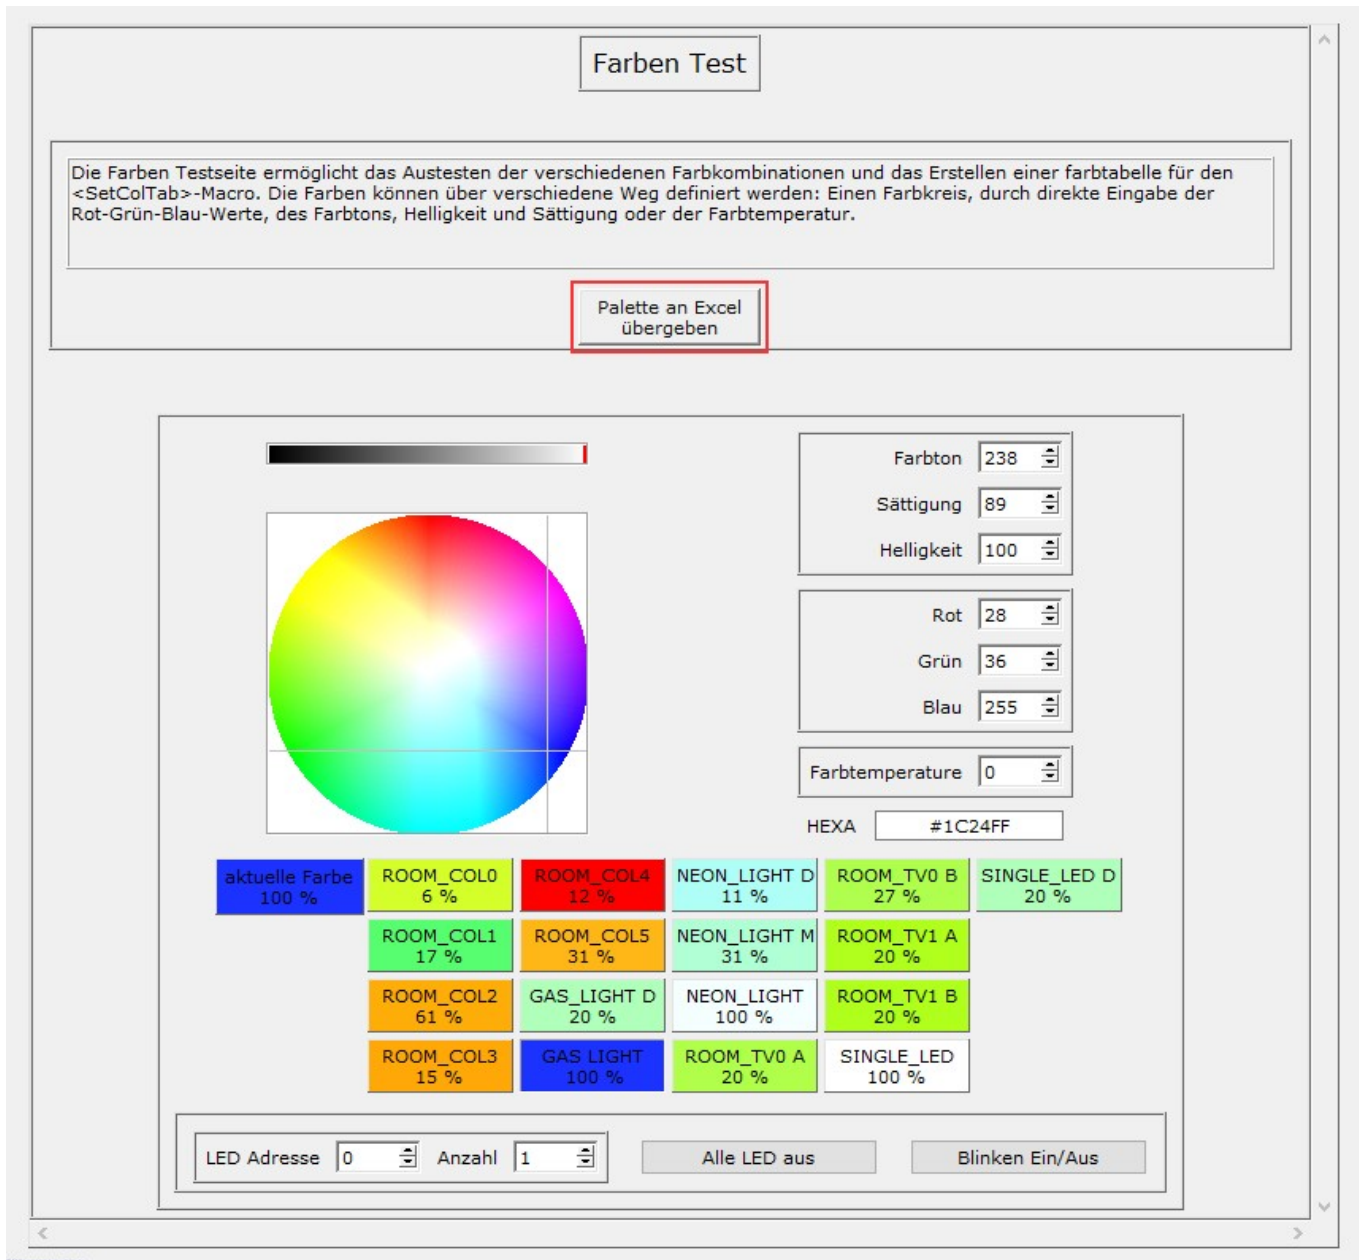 Farben Test
Die Farben Testseite ermöglicht das Austesten der verschiedenen Farbkombinationen und das Erstellen einer farbtabelle für den
<SetColTab>-Macro. Die Farben können über verschiedene Weg definiert werden: Einen Farbkreis, durch direkte Eingabe der
Rot-Grün-Blau-Werte, des Farbtons, Helligkeit und Sättigung oder der Farbtemperatur.
Palette an Excel
übergeben
Farbton 238
Sättigung 89
Helligkeit 100
Rot 28
Grün 36
Blau 255
Farbtemperature 0
HEXA #1C24FF
aktuelle Farbe ROOM_COL0 ROOM_COL4 NEON_LIGHT D ROOM_TV0 B SINGLE_LED D
100 % 6 % 12 % 11 % 27 % 20 %
ROOM_COL1 ROOM_COL5 NEON_LIGHT M ROOM_TV1 A
17 % 31 % 31 % 20 %
ROOM_COL2 GAS_LIGHT D NEON_LIGHT ROOM_TV1 B
61 % 20 % 100 % 20 %
ROOM_COL3 GAS LIGHT ROOM_TV0 A SINGLE_LED
15 % 100 % 20 % 100 %
LED Adresse 0 Anzahl 1 Alle LED aus Blinken Ein/Aus